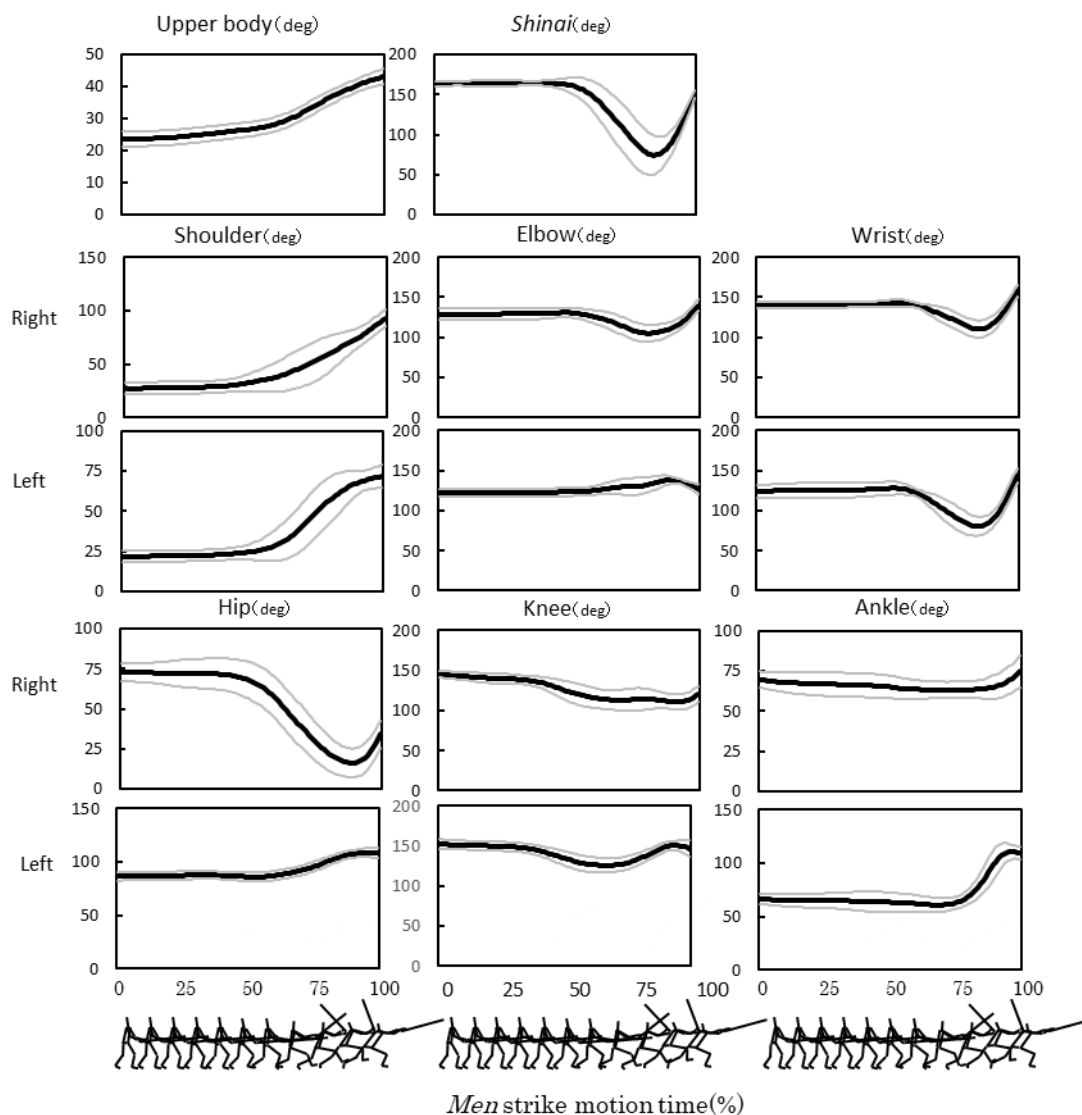 Upper body(deg) Shinai(deg)
50 200
40 150
30
20 100
10 50
0 0
Shoulder(deg) Elbow(deg) Wrist(deg)
Right
150 200 200
100 150 150
50 100 100
50 50
0 0 0
Left
100 200 200
75 150 150
50 100 100
25 50 50
0 0 0
Hip(deg) Knee(deg) Ankle(deg)
Right
100 200 100
75 150 75
50 100 50
25 50 25
0 0 0
Left
150 200 150
100 150 100
50 100 50
50
0 0 0
0 25 50 75 100 0 25 50 75 100 0 25 50 75 100
Men strike motion time(%)